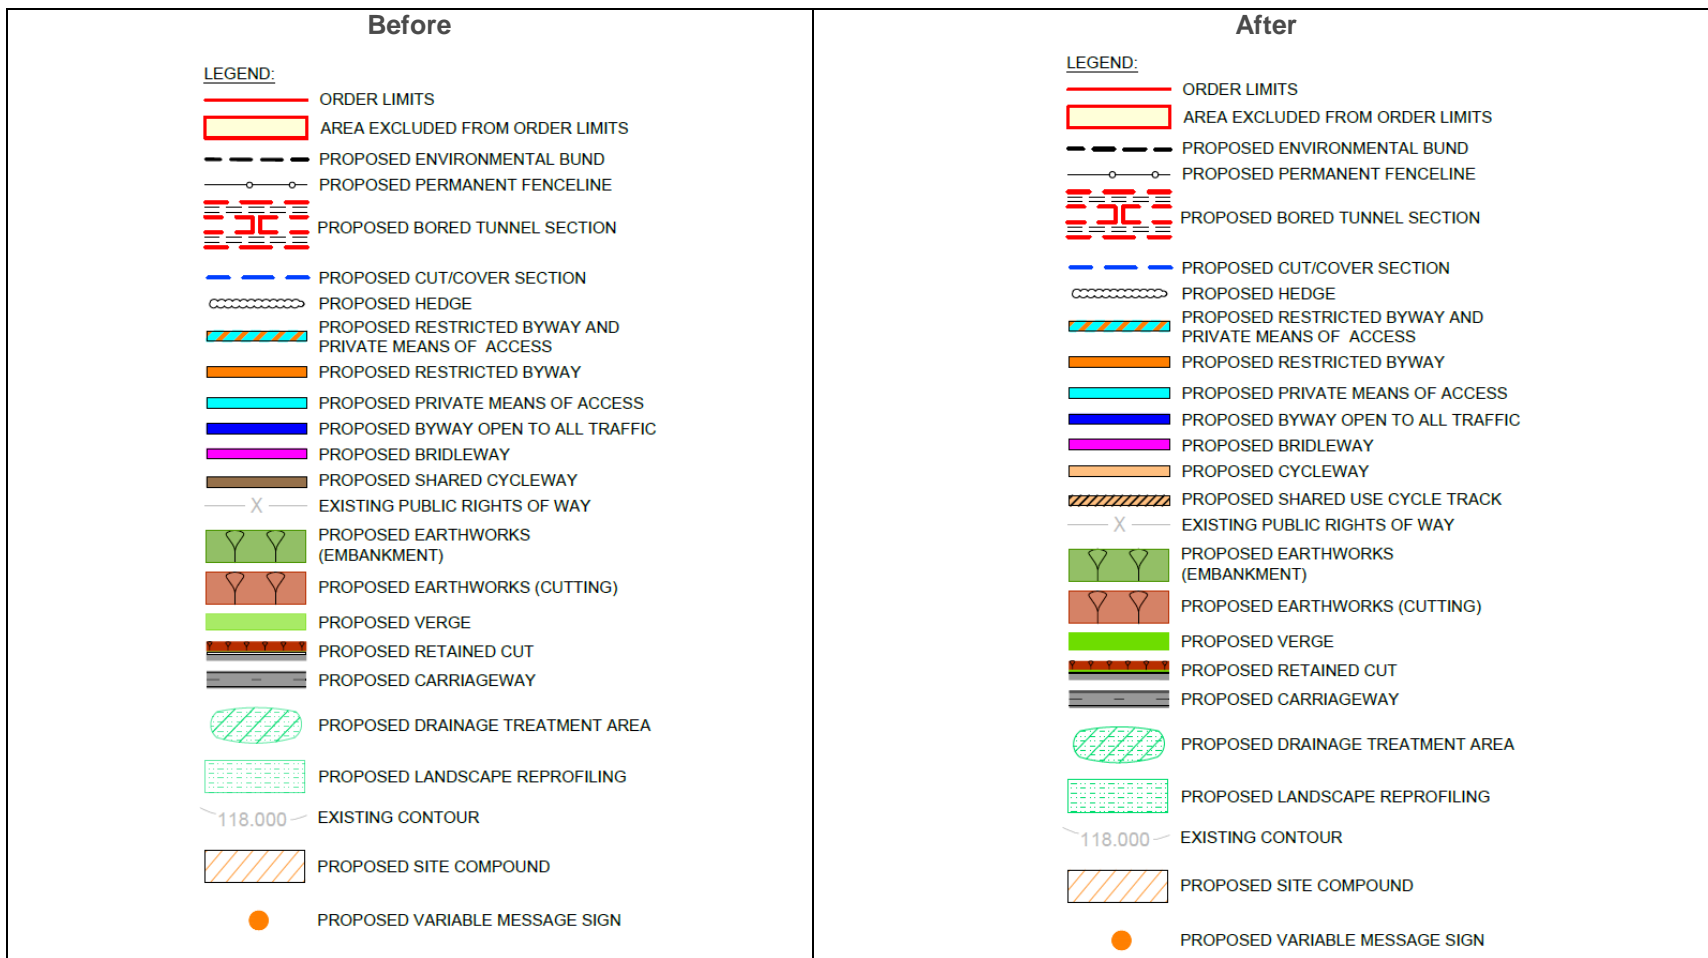 Before
LEGEND:
ORDER LIMITS
AREA EXCLUDED FROM ORDER LIMITS
PROPOSED ENVIRONMENTAL BUND
PROPOSED PERMANENT FENCELINE
PROPOSED BORED TUNNEL SECTION
PROPOSED CUT/COVER SECTION
PROPOSED HEDGE
PROPOSED RESTRICTED BYWAY AND
PRIVATE MEANS OF ACCESS
PROPOSED RESTRICTED BYWAY
PROPOSED PRIVATE MEANS OF ACCESS
PROPOSED BYWAY OPEN TO ALL TRAFFIC
PROPOSED BRIDLEWAY
PROPOSED SHARED CYCLEWAY
X EXISTING PUBLIC RIGHTS OF WAY
PROPOSED EARTHWORKS
(EMBANKMENT)
PROPOSED EARTHWORKS (CUTTING)
PROPOSED VERGE
PROPOSED RETAINED CUT
PROPOSED CARRIAGEWAY
PROPOSED DRAINAGE TREATMENT AREA
PROPOSED LANDSCAPE REPROFILING
118.000 EXISTING CONTOUR
PROPOSED SITE COMPOUND
PROPOSED VARIABLE MESSAGE SIGN
After
LEGEND:
ORDER LIMITS
AREA EXCLUDED FROM ORDER LIMITS
PROPOSED ENVIRONMENTAL BUND
PROPOSED PERMANENT FENCELINE
PROPOSED BORED TUNNEL SECTION
PROPOSED CUT/COVER SECTION
PROPOSED HEDGE
PROPOSED RESTRICTED BYWAY AND
PRIVATE MEANS OF ACCESS
PROPOSED RESTRICTED BYWAY
PROPOSED PRIVATE MEANS OF ACCESS
PROPOSED BYWAY OPEN TO ALL TRAFFIC
PROPOSED BRIDLEWAY
PROPOSED CYCLEWAY
PROPOSED SHARED USE CYCLE TRACK
X EXISTING PUBLIC RIGHTS OF WAY
PROPOSED EARTHWORKS
(EMBANKMENT)
PROPOSED EARTHWORKS (CUTTING)
PROPOSED VERGE
PROPOSED RETAINED CUT
PROPOSED CARRIAGEWAY
PROPOSED DRAINAGE TREATMENT AREA
PROPOSED LANDSCAPE REPROFILING
118.000 EXISTING CONTOUR
PROPOSED SITE COMPOUND
PROPOSED VARIABLE MESSAGE SIGN